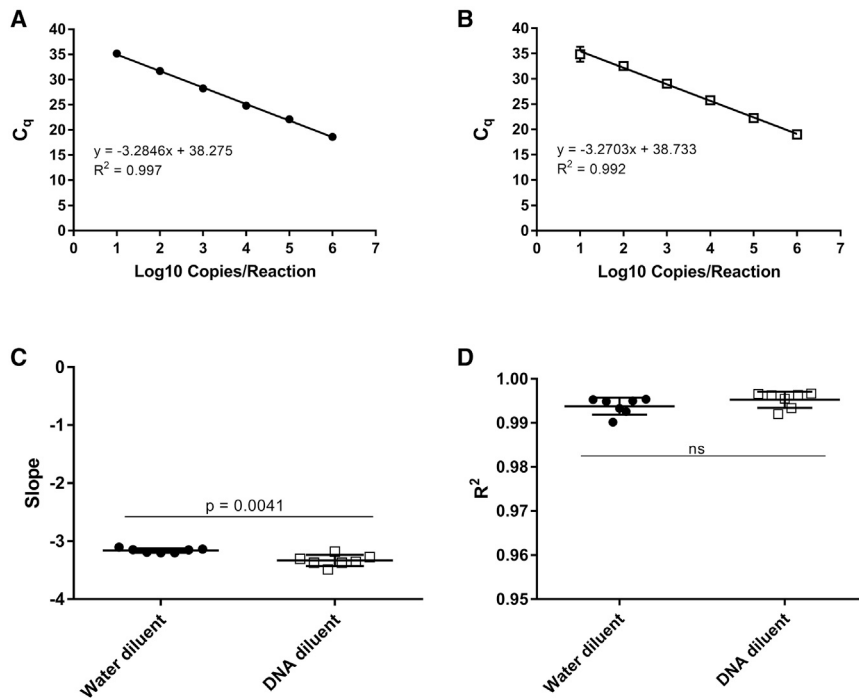 A
40
35
30
25
20
15
10
5
0
Cq
y = -3.2846x + 38.275
R² = 0.997
0 1 2 3 4 5 6 7
Log10 Copies/Reaction
B
40
35
30
25
20
15
10
5
0
Cq
y = -3.2703x + 38.733
R² = 0.992
0 1 2 3 4 5 6 7
Log10 Copies/Reaction
C
0
-1
-2
-3
-4
Slope
p = 0.0041
Water diluent
DNA diluent
D
1.00
0.99
0.98
0.97
0.96
0.95
R²
ns
Water diluent
DNA diluent